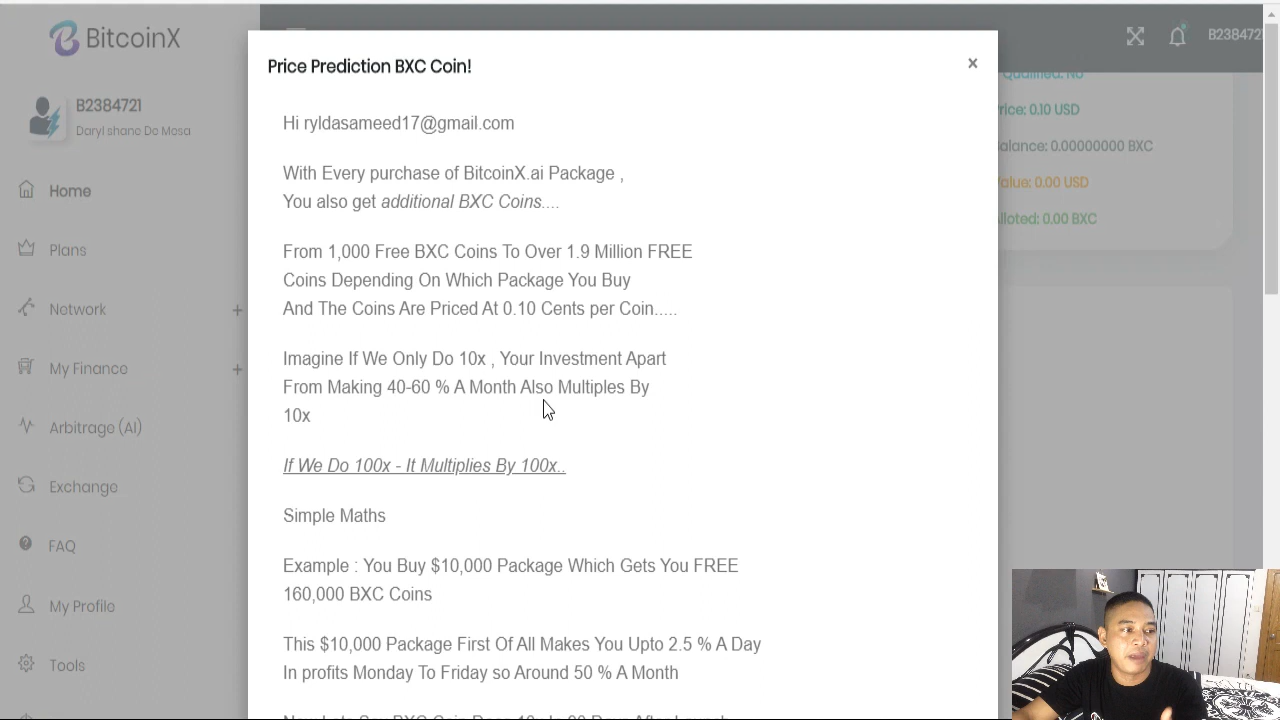 BitcoinX
B2384721
Daryl shane De Mesa
Home
Plans
Network +
My Finance +
Arbitrage (AI)
Exchange
FAQ
My Profile
Tools
Price Prediction BXC Coin!
×
Hi ryldasameed17@gmail.com
With Every purchase of BitcoinX.ai Package ,
You also get additional BXC Coins....
From 1,000 Free BXC Coins To Over 1.9 Million FREE
Coins Depending On Which Package You Buy
And The Coins Are Priced At 0.10 Cents per Coin.....
Imagine If We Only Do 10x , Your Investment Apart
From Making 40-60 % A Month Also Multiples By
10x
If We Do 100x - It Multiplies By 100x..
Simple Maths
Example : You Buy $10,000 Package Which Gets You FREE
160,000 BXC Coins
This $10,000 Package First Of All Makes You Upto 2.5 % A Day
In profits Monday To Friday so Around 50 % A Month
B2384721
Qualified: No
Price: 0.10 USD
Balance: 0.00000000 BXC
Value: 0.00 USD
lloted: 0.00 BXC